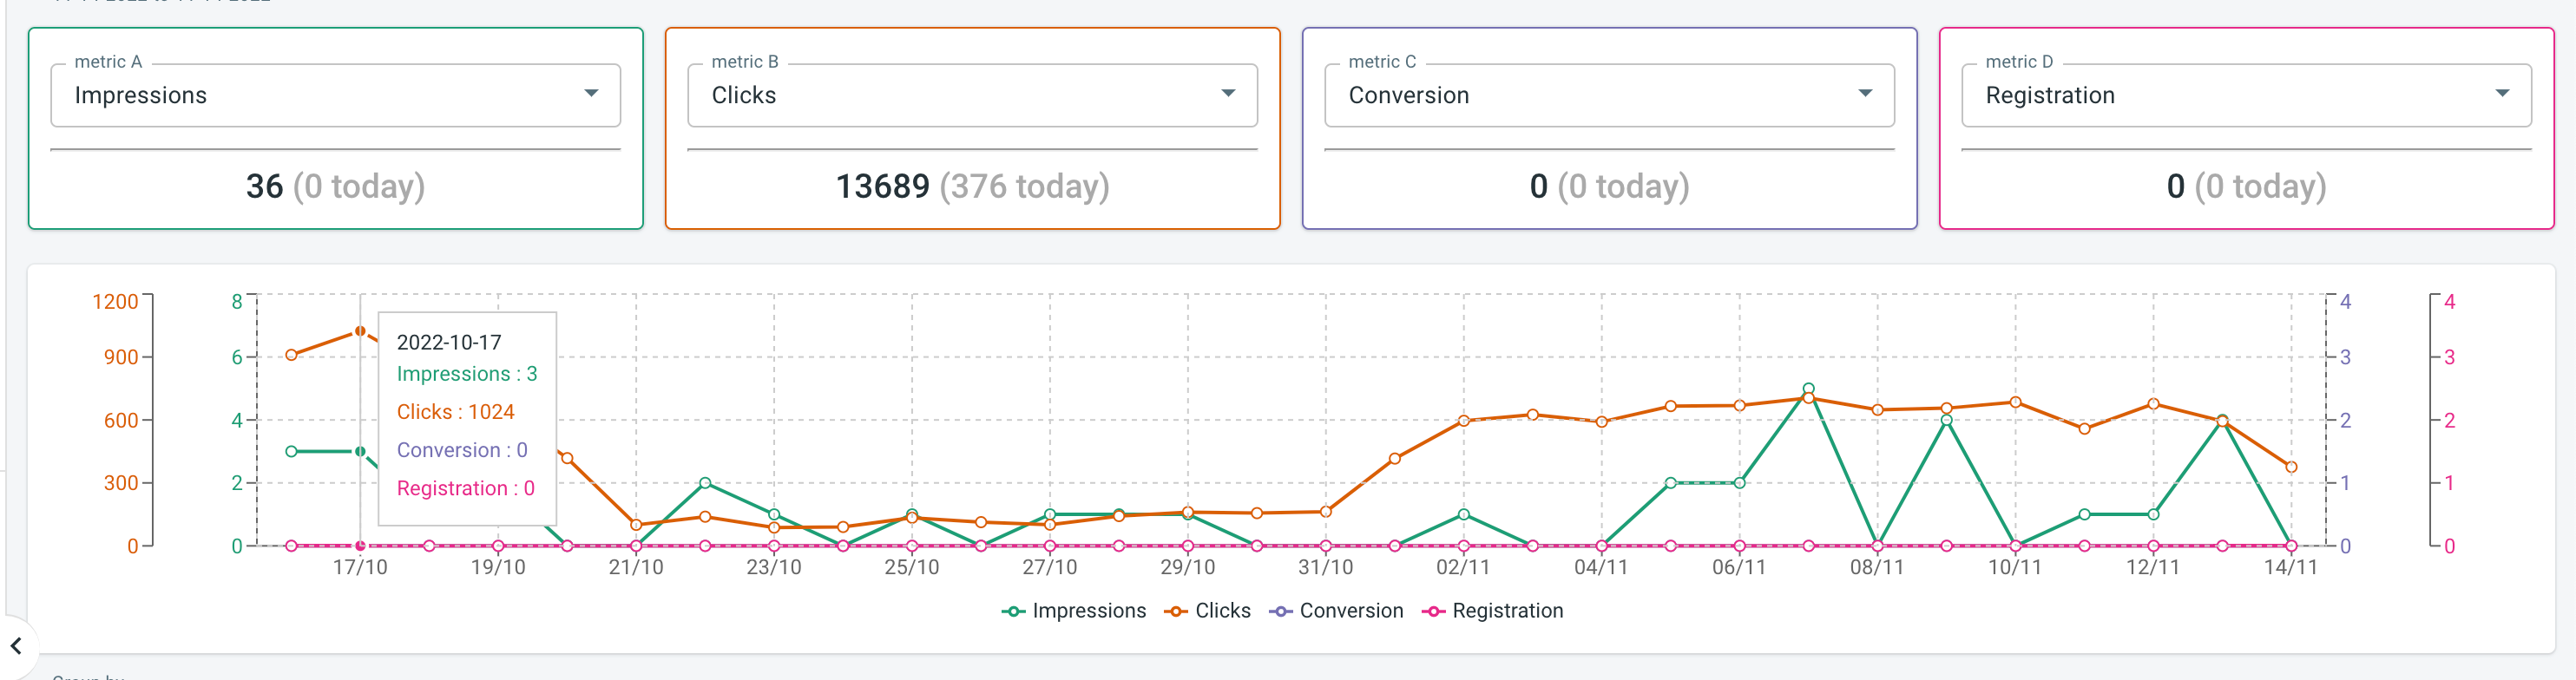 metric A
Impressions
36 (0 today)
metric B
Clicks
13689 (376 today)
metric C
Conversion
0 (0 today)
metric D
Registration
0 (0 today)
1200
900
600
300
0
8
6
4
2
0
2022-10-17
Impressions : 3
Clicks : 1024
Conversion : 0
Registration : 0
4
3
2
1
0
4
3
2
1
0
17/10 19/10 21/10 23/10 25/10 27/10 29/10 31/10 02/11 04/11 06/11 08/11 10/11 12/11 14/11
Impressions Clicks Conversion Registration